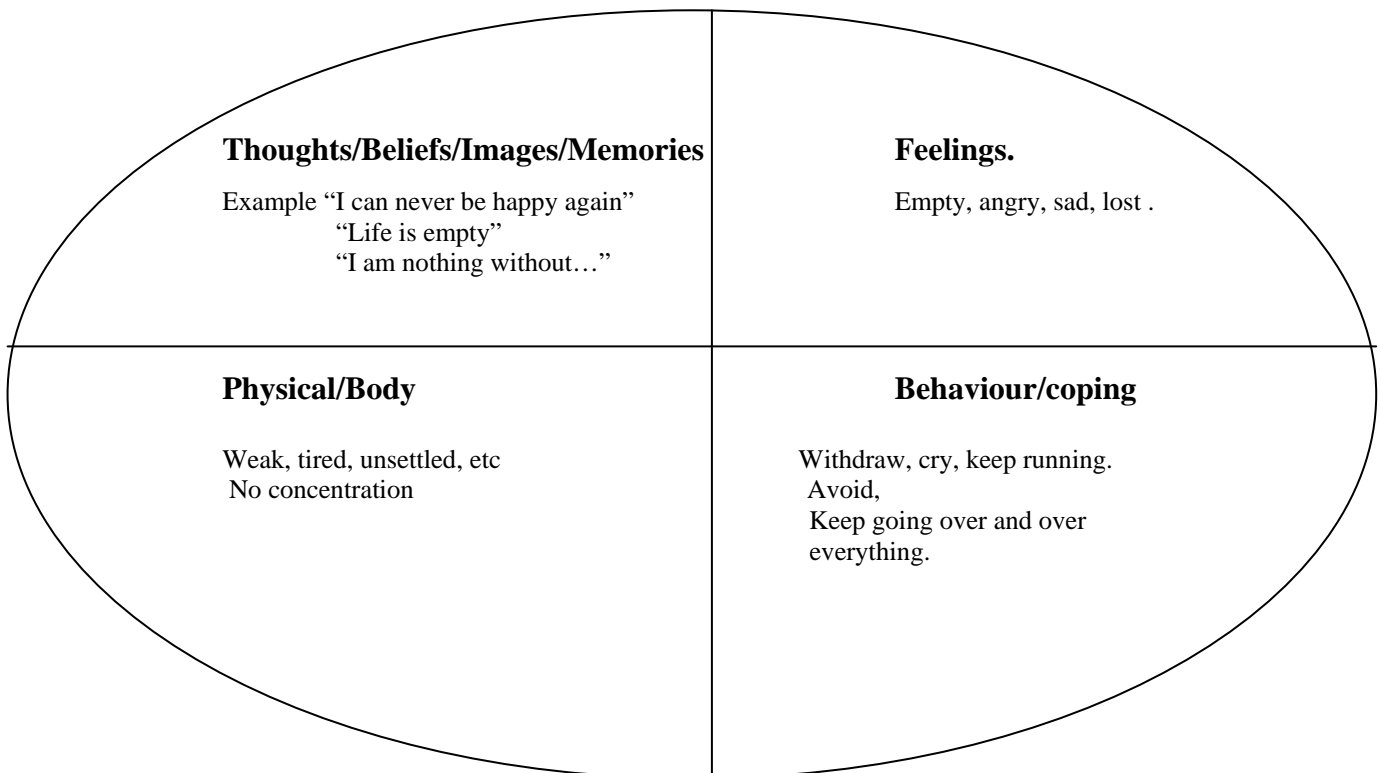 Thoughts/Beliefs/Images/Memories
Example “I can never be happy again”
“Life is empty”
“I am nothing without…”
Feelings.
Empty, angry, sad, lost .
Physical/Body
Weak, tired, unsettled, etc
No concentration
Behaviour/coping
Withdraw, cry, keep running.
Avoid,
Keep going over and over
everything.